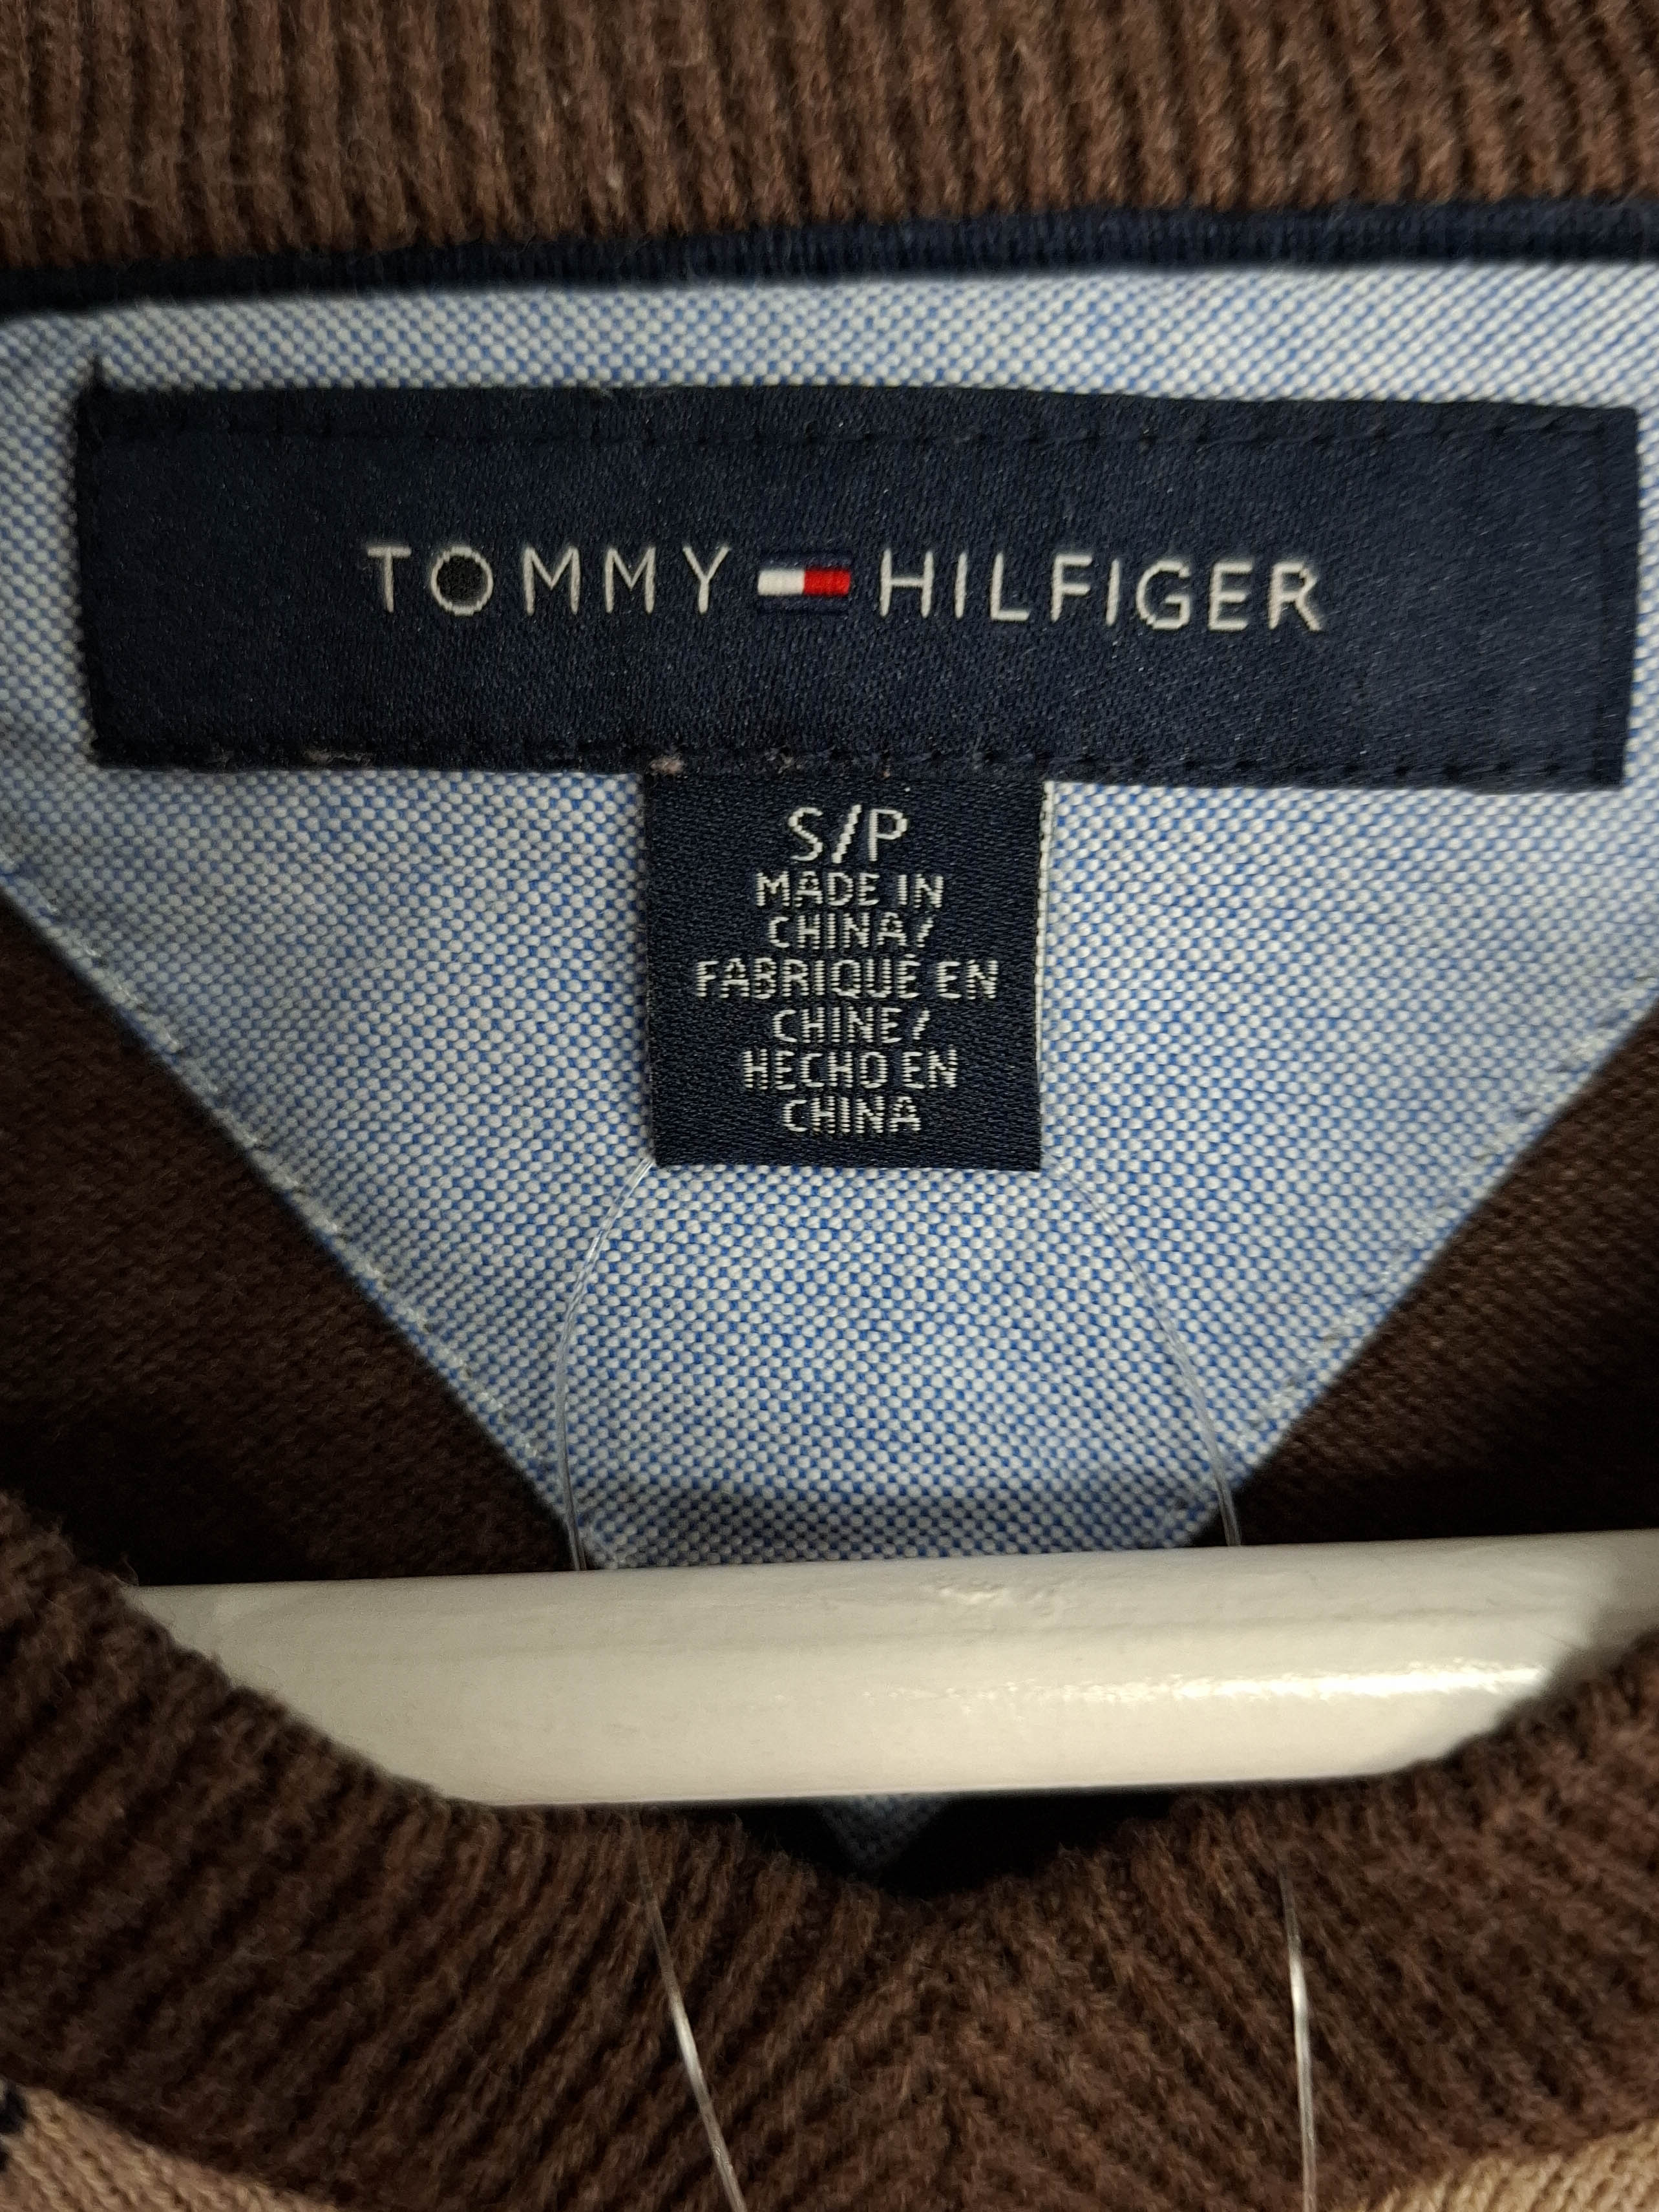 TOMMY HILFIGER
S/P
MADE IN
CHINA/
FABRIQUÉ EN
CHINE/
HECHO EN
CHINA